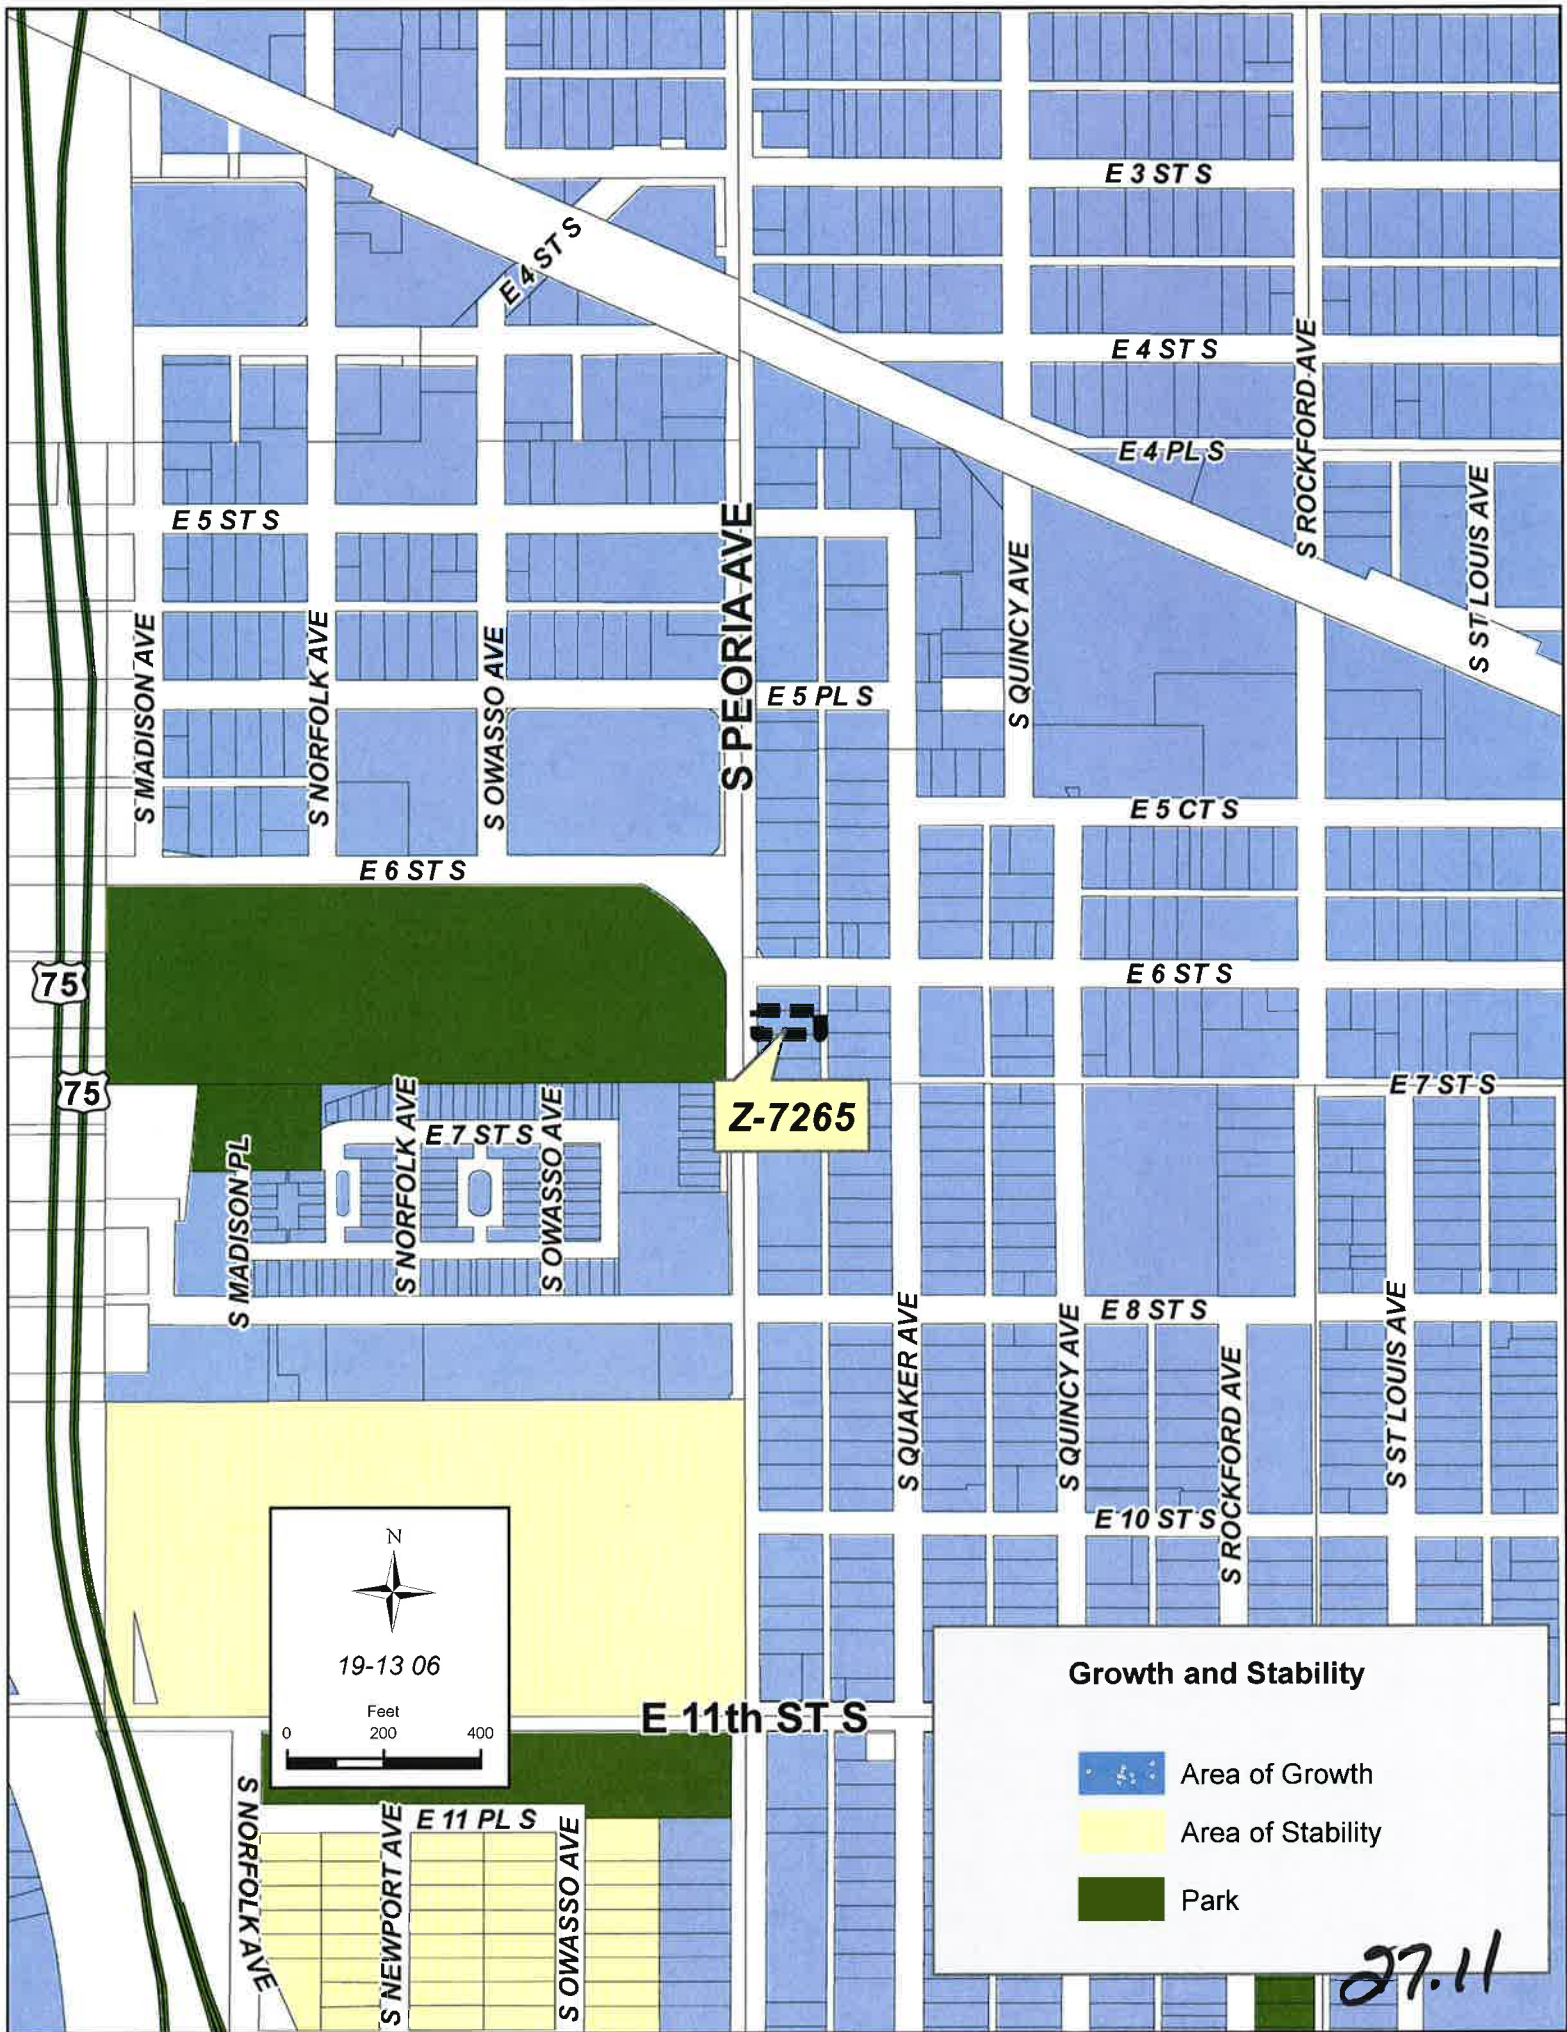 E 3 ST S
E 4 ST S
E 4 ST S
E 4 PL S
S ROCKFORD AVE
S ST LOUIS AVE
E 5 ST S
S PEORIA AVE
S QUINCY AVE
S MADISON AVE
S NORFOLK AVE
S OWASSO AVE
E 5 PL S
E 5 CT S
E 6 ST S
E 6 ST S
75
75
Z-7265
E 7 ST S
E 7 ST S
S MADISON PL
S NORFOLK AVE
S OWASSO AVE
E 8 ST S
S QUAKER AVE
S QUINCY AVE
S ROCKFORD AVE
S ST LOUIS AVE
E 10 ST S
N
19-13 06
Feet
0 200 400
E 11th ST S
E 11 PL S
S NORFOLK AVE
S NEWPORT AVE
S OWASSO AVE
Growth and Stability
Area of Growth
Area of Stability
Park
27.11